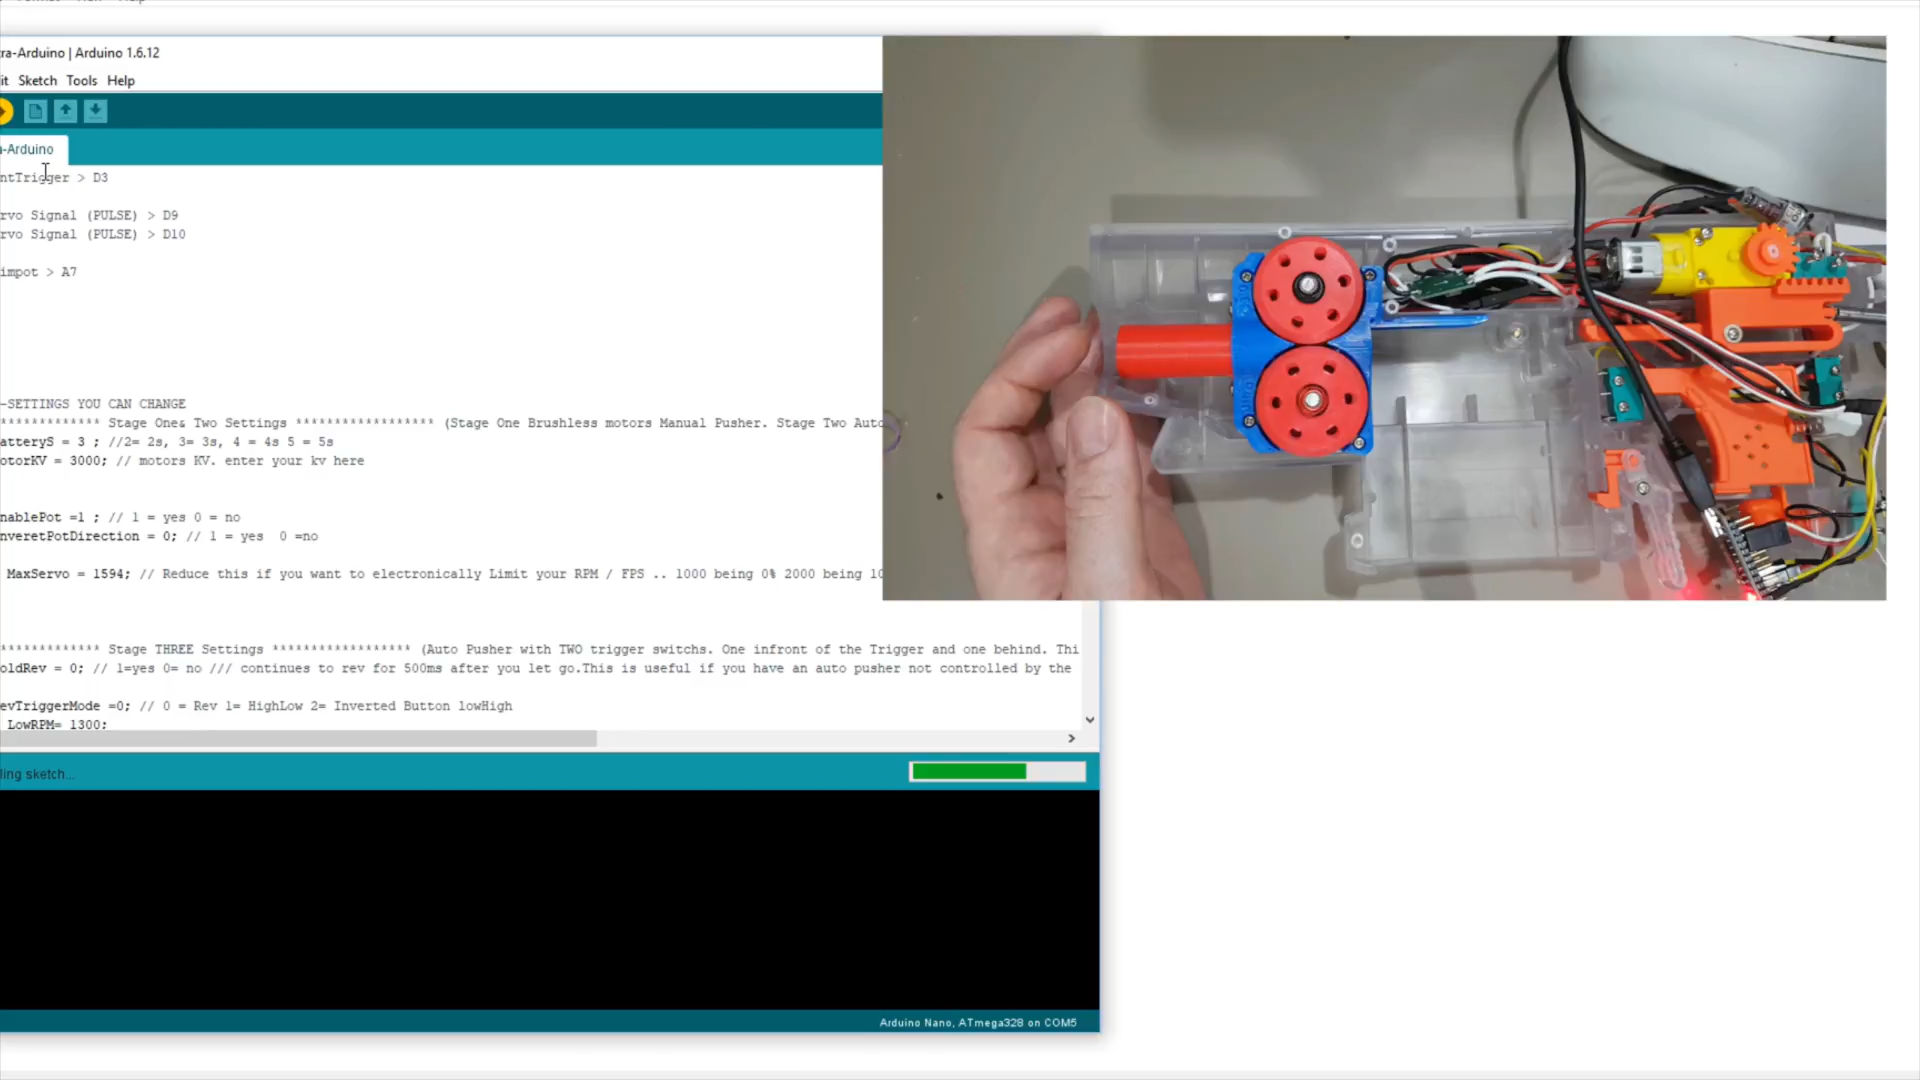 ra-Arduino | Arduino 1.6.12
it Sketch Tools Help
a-Arduino
ntTrigger > D3
rvo Signal (PULSE) > D9
rvo Signal (PULSE) > D10
impot > A7
-SETTINGS YOU CAN CHANGE
************* Stage One& Two Settings ****************** (Stage One Brushless motors Manual Pusher. Stage Two Auto
atteryS = 3 ; //2= 2s, 3= 3s, 4 = 4s 5 = 5s
otorKV = 3000; // motors KV. enter your kv here
nablePot =1 ; // 1 = yes 0 = no
nveretPotDirection = 0; // 1 = yes 0 =no
MaxServo = 1594; // Reduce this if you want to electronically Limit your RPM / FPS .. 1000 being 0% 2000 being 10
************* Stage THREE Settings ****************** (Auto Pusher with TWO trigger switchs. One infront of the Trigger and one behind. Thi
oldRev = 0; // 1=yes 0= no /// continues to rev for 500ms after you let go.This is useful if you have an auto pusher not controlled by the
evTriggerMode =0; // 0 = Rev 1= HighLow 2= Inverted Button lowHigh
LowRPM= 1300;
ling sketch...
Arduino Nano, ATmega328 on COM5